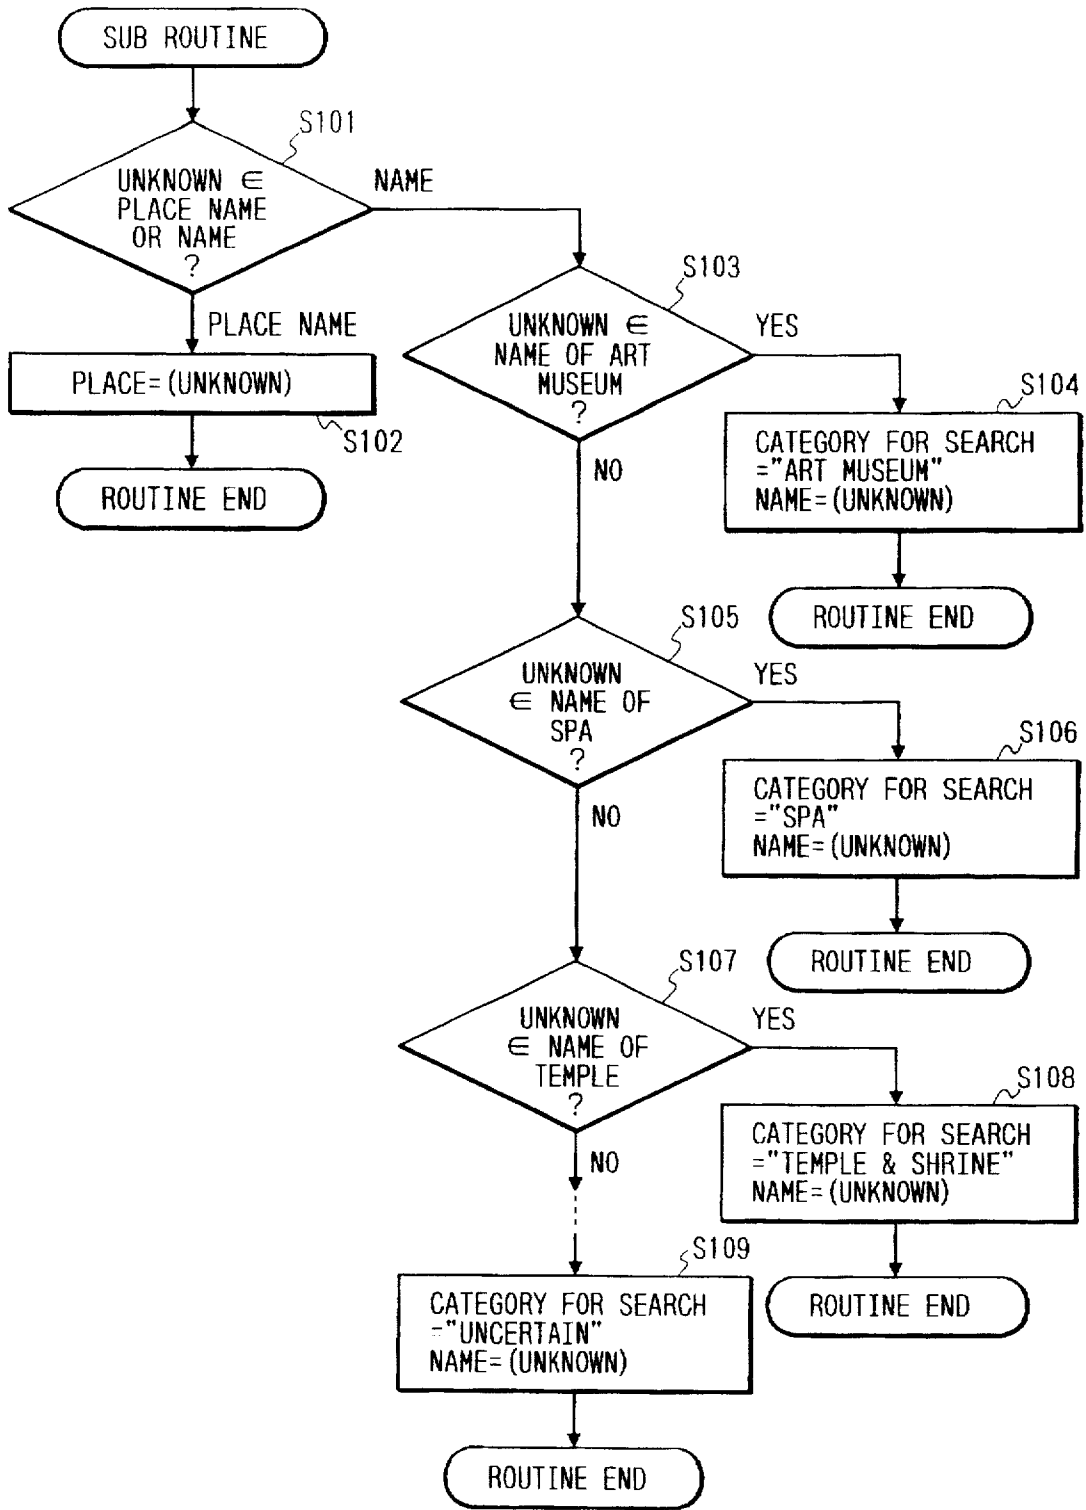 SUB ROUTINE
S101
UNKNOWN ∈
PLACE NAME
OR NAME
?
NAME
PLACE NAME
PLACE=(UNKNOWN)
S102
ROUTINE END
S103
UNKNOWN ∈
NAME OF ART
MUSEUM
?
YES
NO
S104
CATEGORY FOR SEARCH
="ART MUSEUM"
NAME=(UNKNOWN)
ROUTINE END
S105
UNKNOWN
∈ NAME OF
SPA
?
YES
NO
S106
CATEGORY FOR SEARCH
="SPA"
NAME=(UNKNOWN)
ROUTINE END
S107
UNKNOWN
∈ NAME OF
TEMPLE
?
YES
NO
S108
CATEGORY FOR SEARCH
="TEMPLE & SHRINE"
NAME=(UNKNOWN)
ROUTINE END
S109
CATEGORY FOR SEARCH
="UNCERTAIN"
NAME=(UNKNOWN)
ROUTINE END